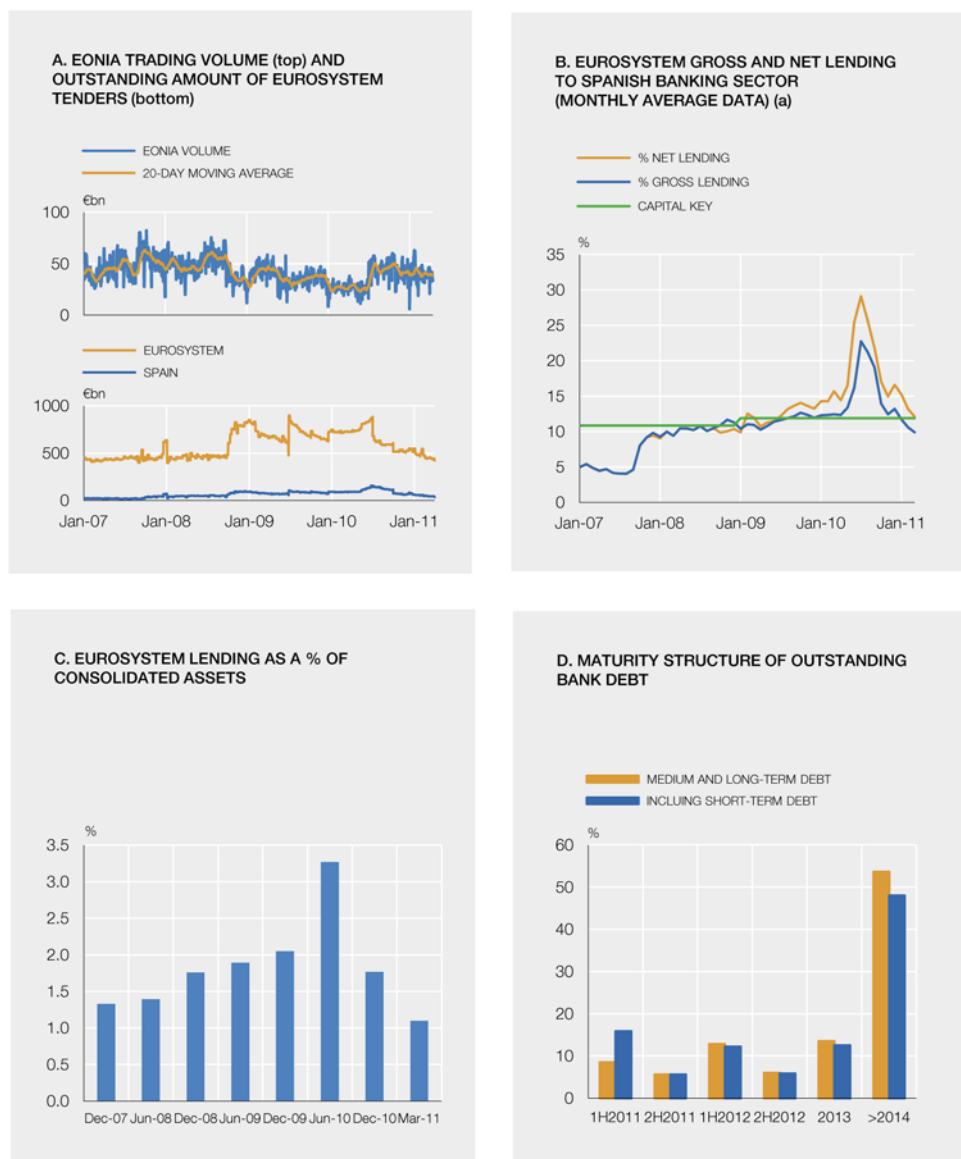 A. EONIA TRADING VOLUME (top) AND
OUTSTANDING AMOUNT OF EUROSYSTEM
TENDERS (bottom)
EONIA VOLUME
20-DAY MOVING AVERAGE
€bn
100
50
0
EUROSYSTEM
SPAIN
€bn
1000
500
0
Jan-07 Jan-08 Jan-09 Jan-10 Jan-11
B. EUROSYSTEM GROSS AND NET LENDING
TO SPANISH BANKING SECTOR
(MONTHLY AVERAGE DATA) (a)
% NET LENDING
% GROSS LENDING
CAPITAL KEY
%
35
30
25
20
15
10
5
0
Jan-07 Jan-08 Jan-09 Jan-10 Jan-11
C. EUROSYSTEM LENDING AS A % OF
CONSOLIDATED ASSETS
%
3.5
3.0
2.5
2.0
1.5
1.0
0.5
0.0
Dec-07 Jun-08 Dec-08 Jun-09 Dec-09 Jun-10 Dec-10 Mar-11
D. MATURITY STRUCTURE OF OUTSTANDING
BANK DEBT
MEDIUM AND LONG-TERM DEBT
INCLUING SHORT-TERM DEBT
%
60
50
40
30
20
10
0
1H2011 2H2011 1H2012 2H2012 2013 >2014